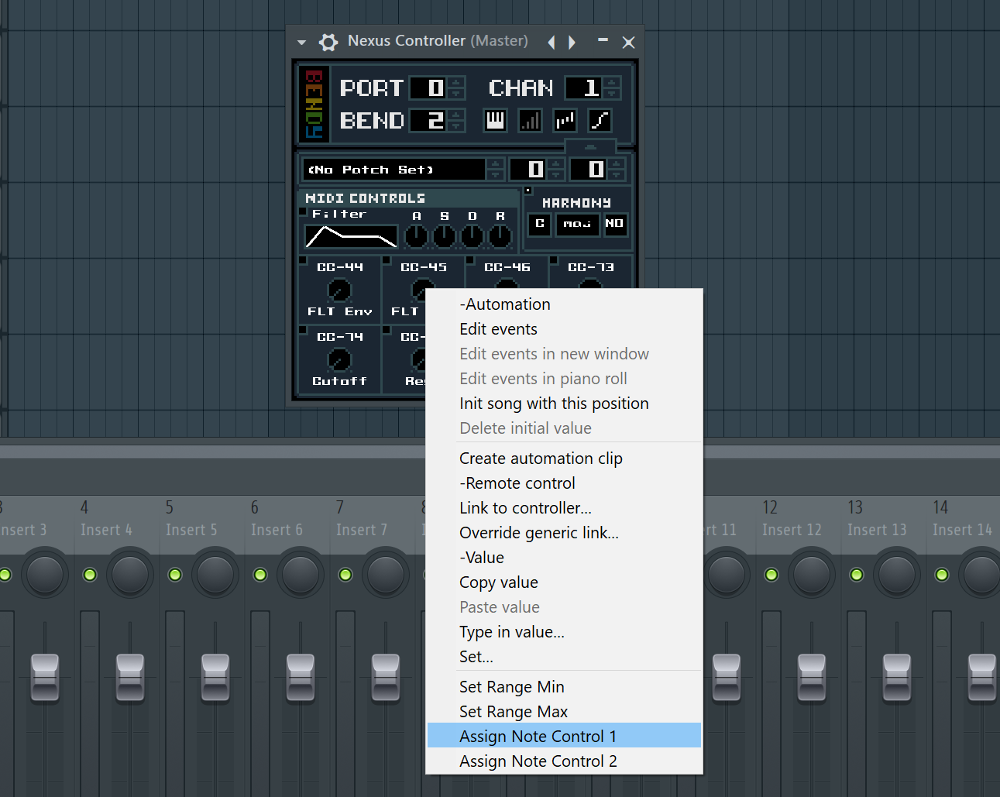 Nexus Controller (Master)
BENDY
PORT 0 CHAN 1
BEND 2
(No Patch Set) 0 0
MIDI CONTROLS
Filter
A S D R
HARMONY
C maj NO
CC-44 CC-45 CC-46 CC-73
FLT Env FLT
CC-74 CC-
Cutoff Res
-Automation
Edit events
Edit events in new window
Edit events in piano roll
Init song with this position
Delete initial value
Create automation clip
-Remote control
Link to controller...
Override generic link...
-Value
Copy value
Paste value
Type in value...
Set...
Set Range Min
Set Range Max
Assign Note Control 1
Assign Note Control 2
3 4 5 6 7 8 12 13 14
nsert 3 Insert 4 Insert 5 Insert 6 Insert 7 I rt 11 Insert 12 Insert 13 Insert 14